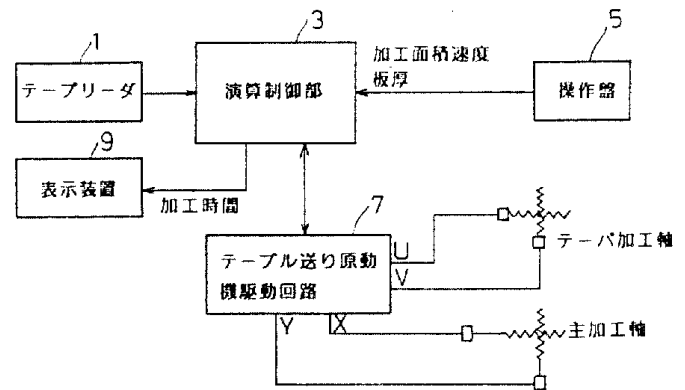 1
テープリーダ
3
演算制御部
加工面積速度
板厚
5
操作盤
9
表示装置
加工時間
7
テーブル送り原動
機駆動回路
U
V
Y
X
テーパ加工軸
主加工軸